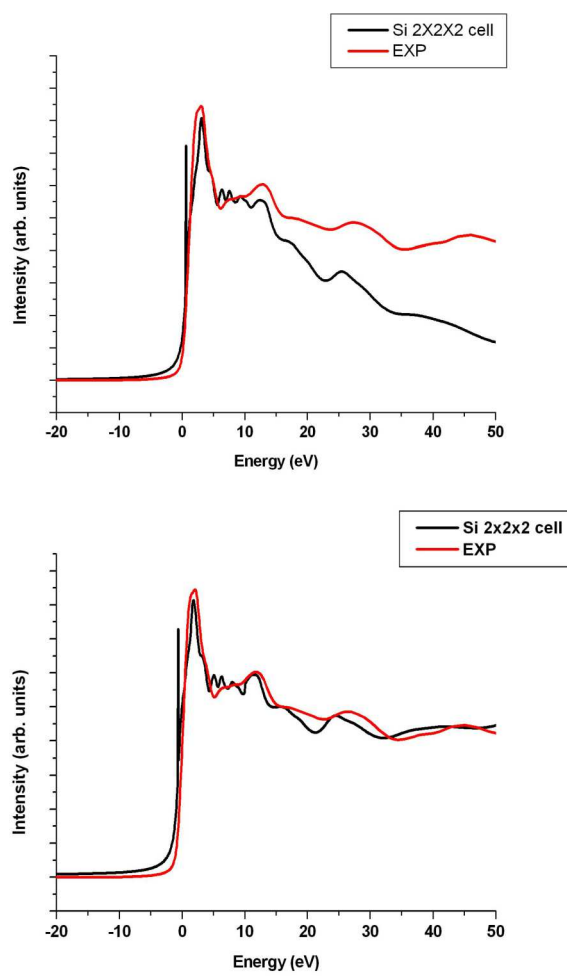 Si 2X2X2 cell
EXP
Intensity (arb. units)
-20 -10 0 10 20 30 40 50
Energy (eV)
Si 2x2x2 cell
EXP
Intensity (arb. units)
-20 -10 0 10 20 30 40 50
Energy (eV)